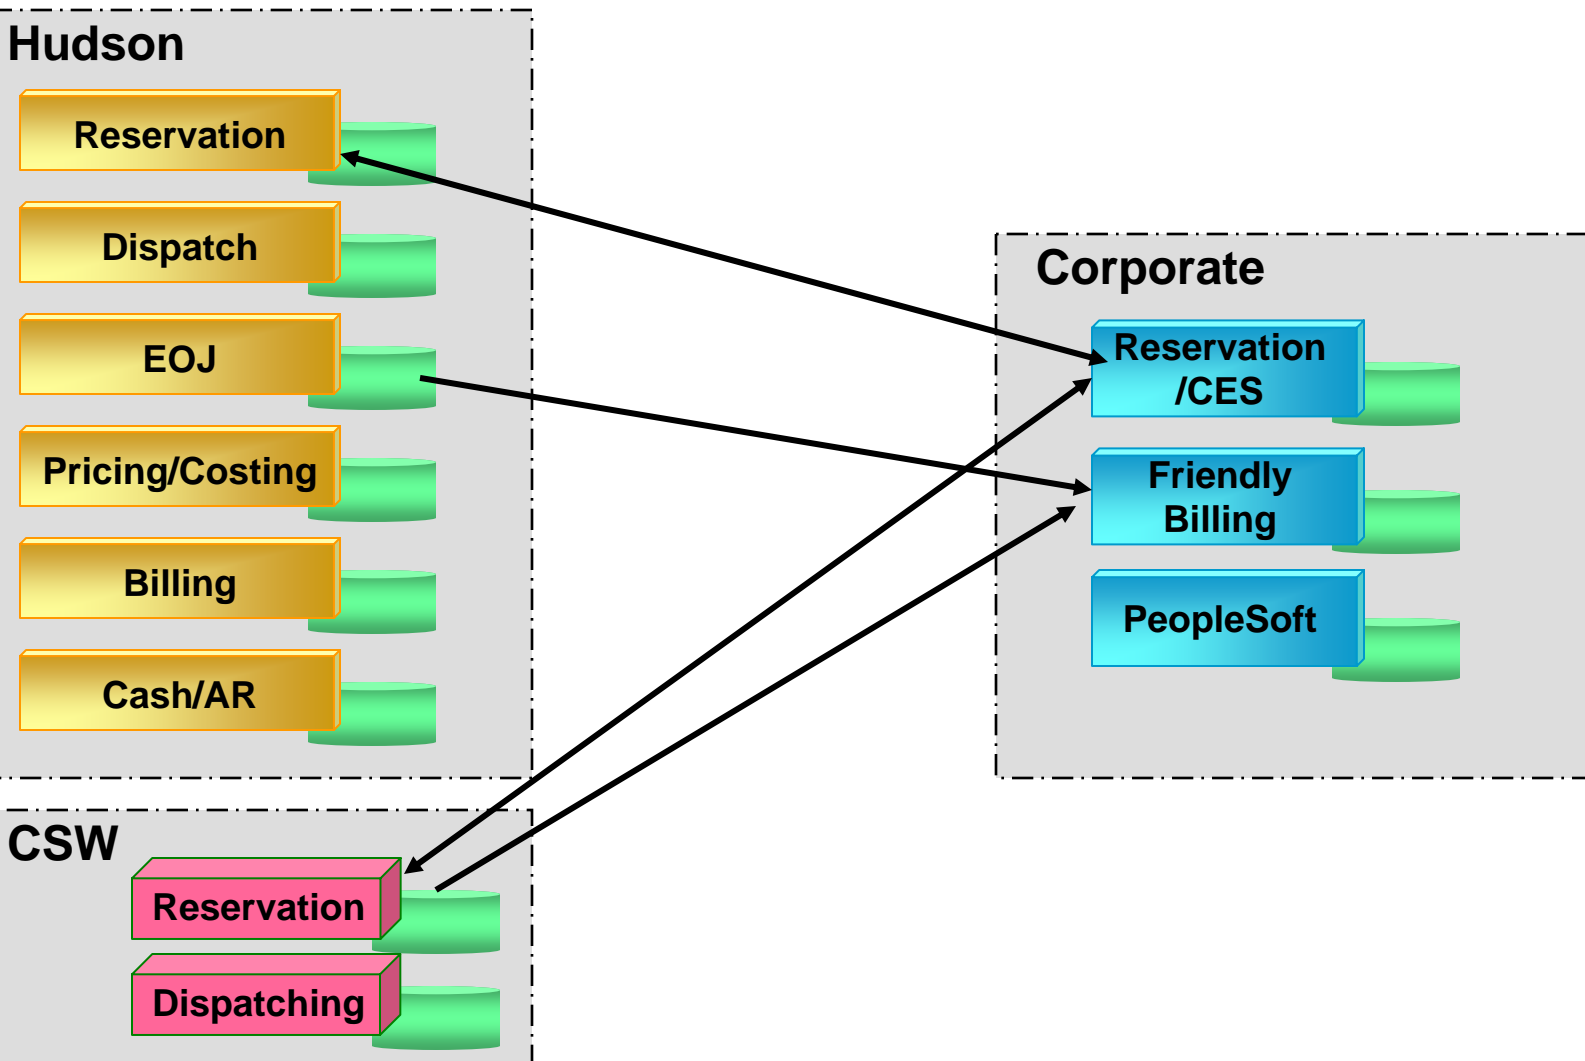 Hudson
Reservation
Dispatch
EOJ
Pricing/Costing
Billing
Cash/AR
Corporate
Reservation
/CES
Friendly
Billing
PeopleSoft
CSW
Reservation
Dispatching